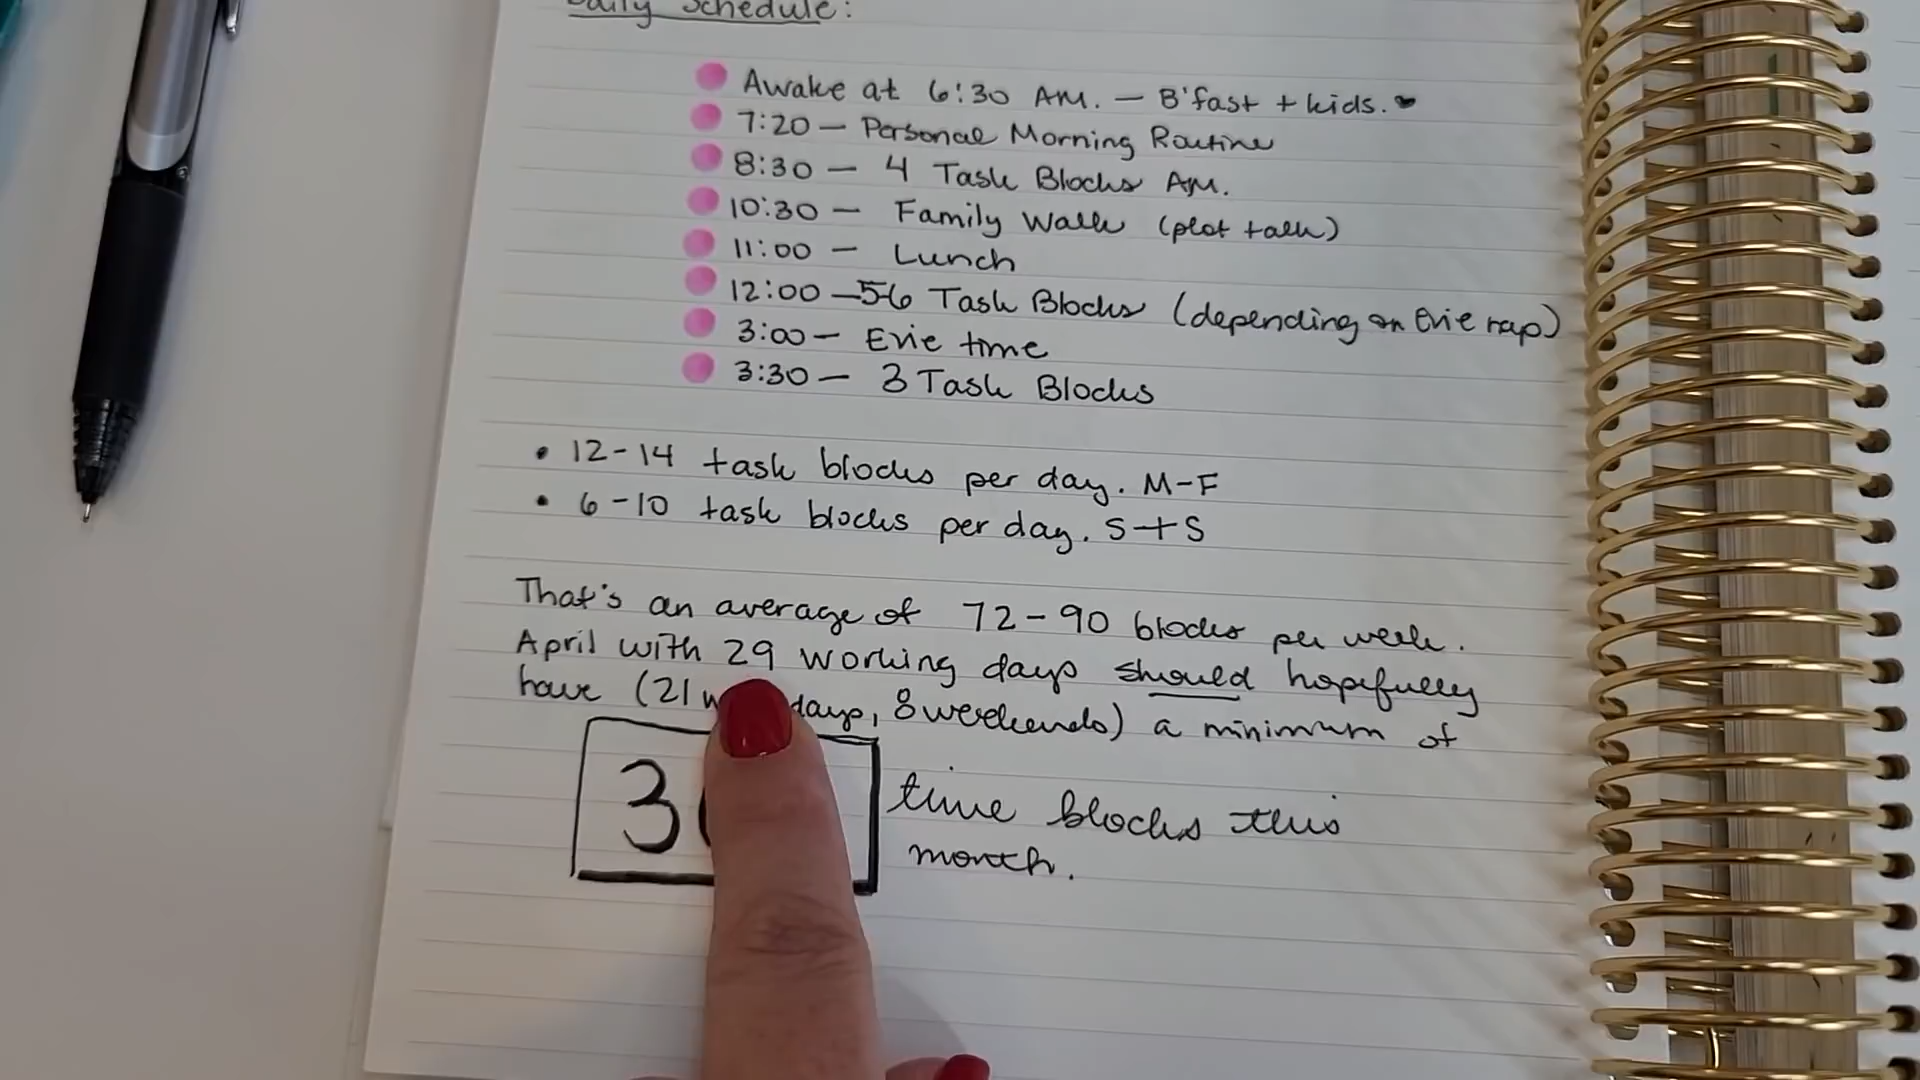 Daily Schedule:
Awake at 6:30 AM. — B'fast + kids. ♥
7:20 — Personal Morning Routine
8:30 — 4 Task Blocks AM.
10:30 — Family Walk (plot talk)
11:00 — Lunch
12:00 — 5-6 Task Blocks (depending on Evie nap)
3:00 — Evie time
3:30 — 3 Task Blocks
• 12-14 task blocks per day. M-F
• 6-10 task blocks per day. S+S
That's an average of 72-90 blocks per week.
April with 29 working days should hopefully
have (21 days, 8 weekends) a minimum of
3
time blocks this
month.